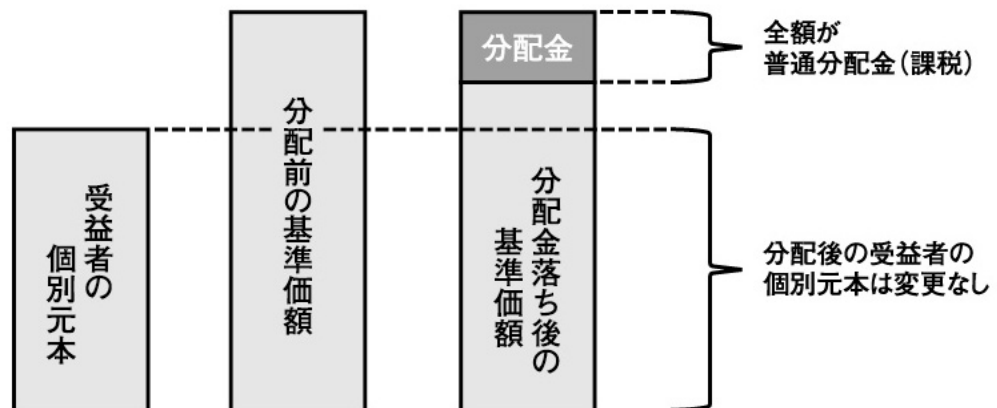 受益者の
個別元本
分配前の基準価額
分配金
分配金落ち後の
基準価額
全額が
普通分配金（課税）
分配後の受益者の
個別元本は変更なし